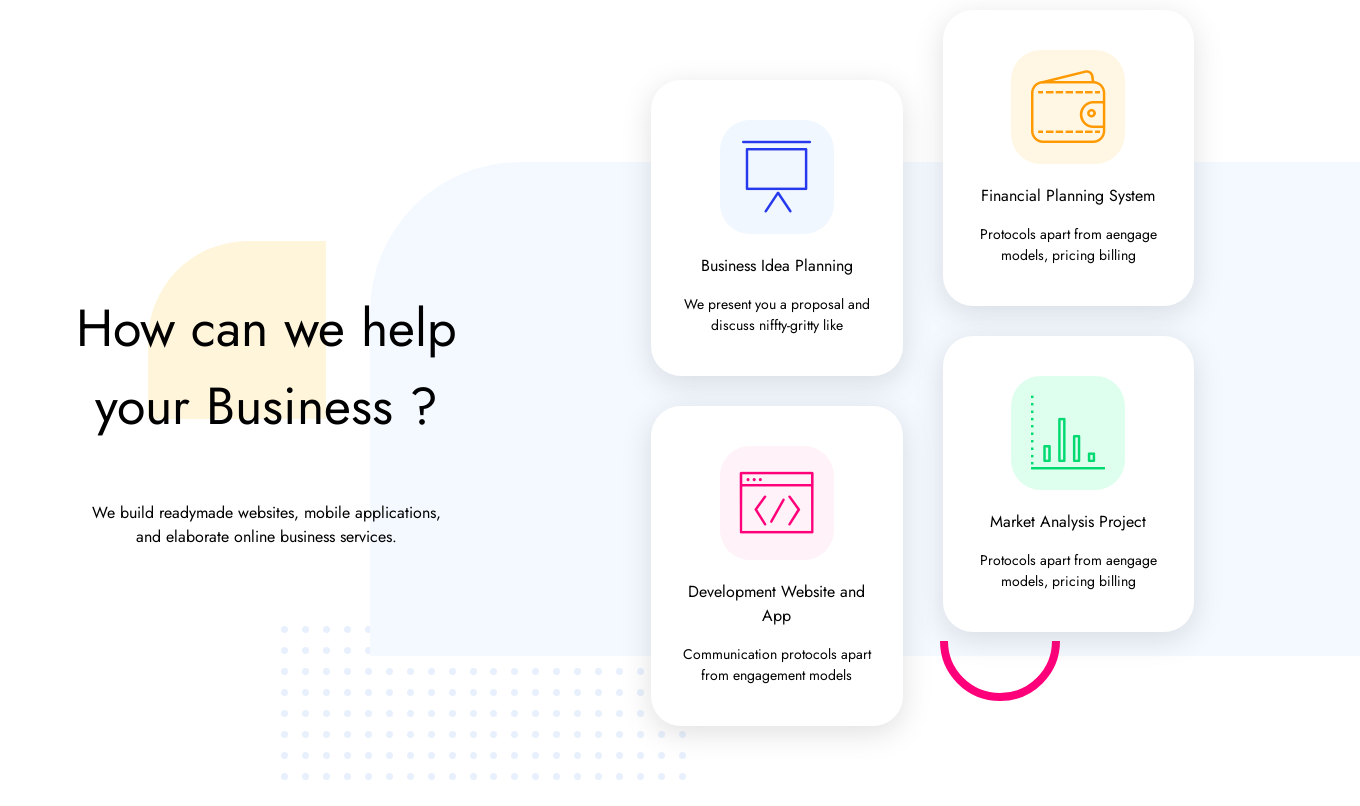 How can we help
your Business ?
We build readymade websites, mobile applications,
and elaborate online business services.
Business Idea Planning
We present you a proposal and
discuss niffty-gritty like
Development Website and
App
Communication protocols apart
from engagement models
Financial Planning System
Protocols apart from aengage
models, pricing billing
Market Analysis Project
Protocols apart from aengage
models, pricing billing